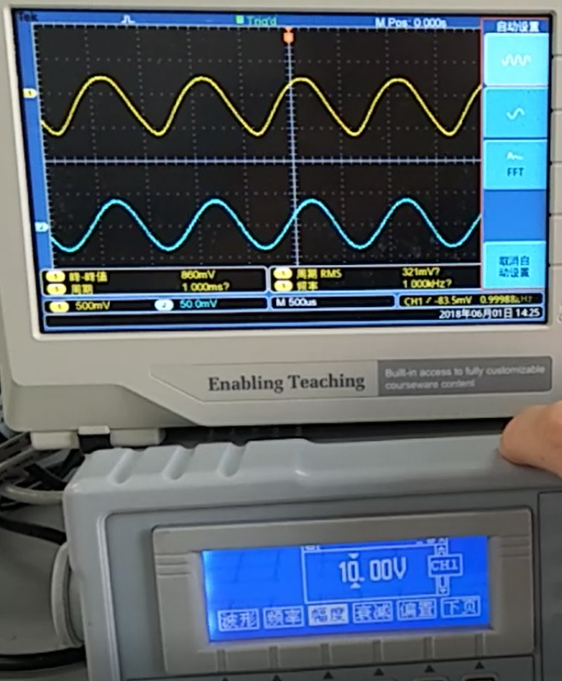 Tek Trig'd M Pos: 0.000s
自动设置
FFT
取消自
动设置
1 峰-峰值 860mV 1 周期 RMS 321mV?
1 周期 1.000ms? 1 频率 1.000kHz?
1 500mV 2 50.0mV M 500us CH1 -83.5mV 0.99988kHz
2018年06月01日 14:25
Enabling Teaching
Built-in access to fully customizable
courseware content
10.00V CH1
波形 频率 幅度 衰减 偏置 下页